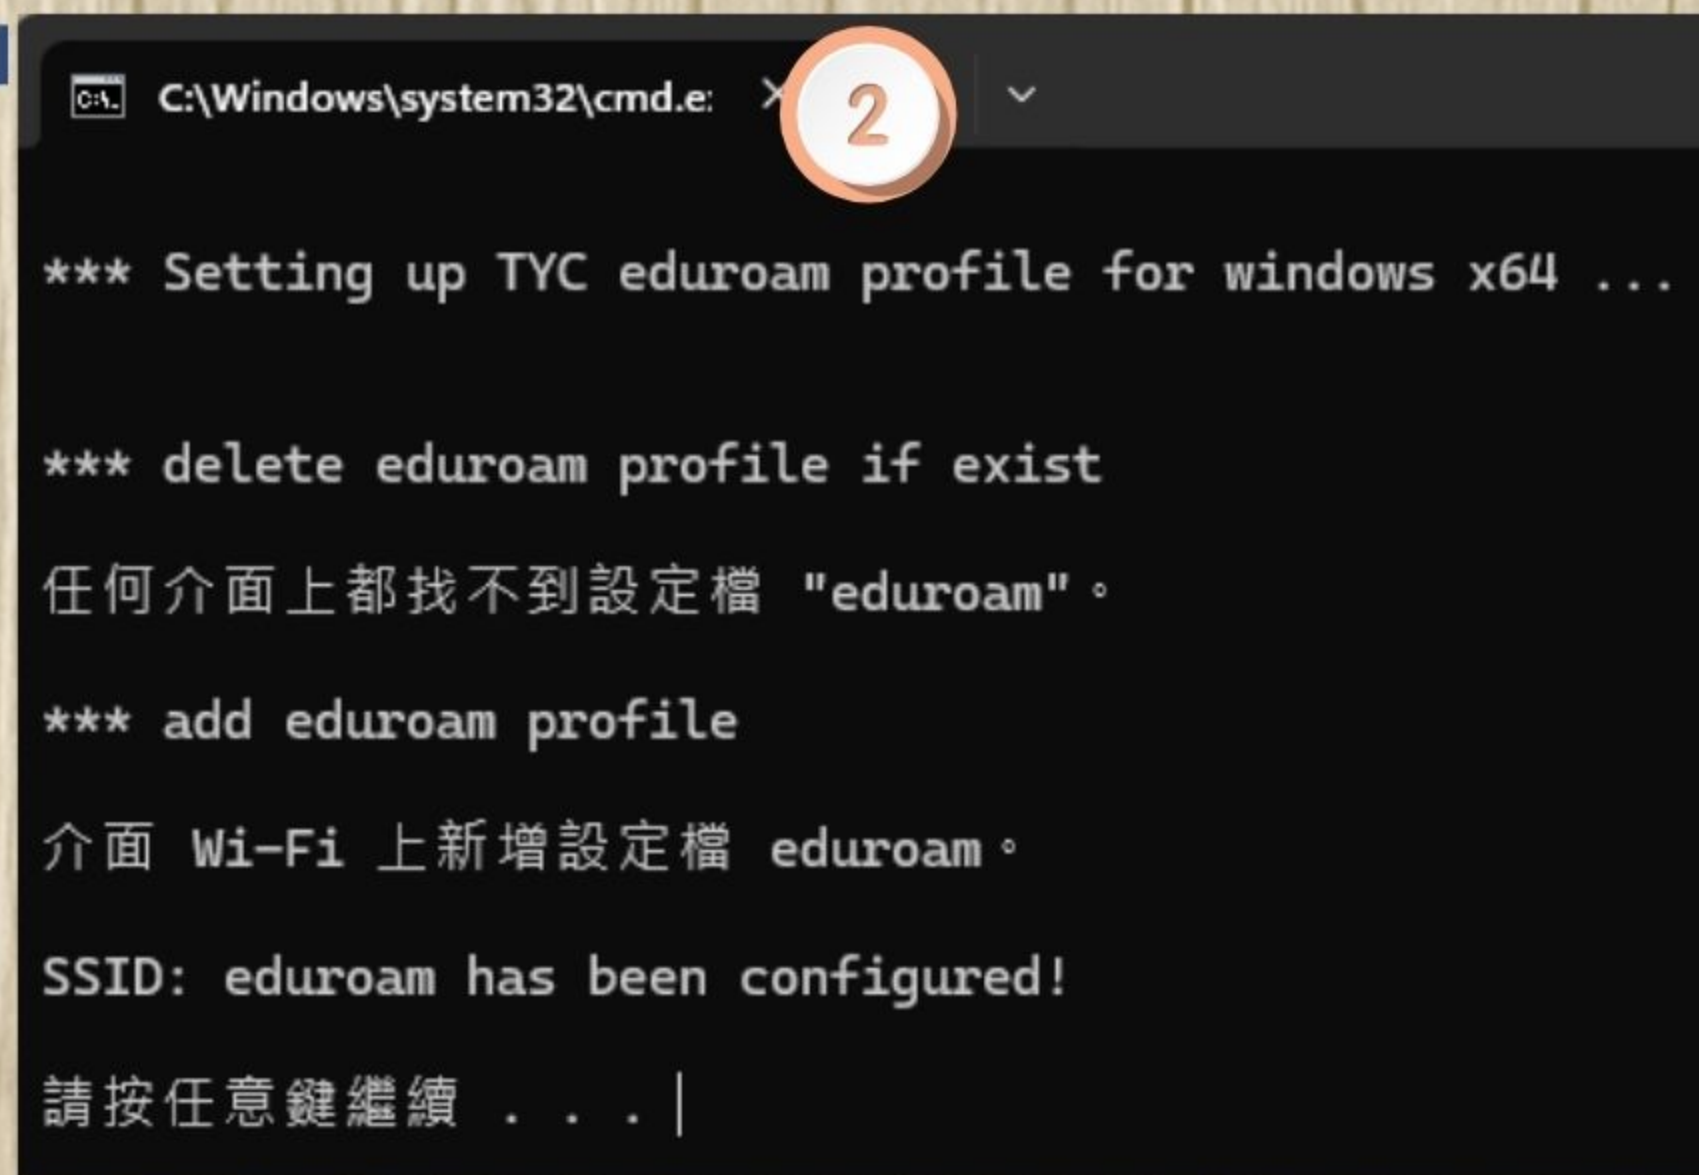 C:\Windows\system32\cmd.e
2
*** Setting up TYC eduroam profile for windows x64 ...
*** delete eduroam profile if exist
任何介面上都找不到設定檔 "eduroam"。
*** add eduroam profile
介面 Wi-Fi 上新增設定檔 eduroam。
SSID: eduroam has been configured!
請按任意鍵繼續 . . .